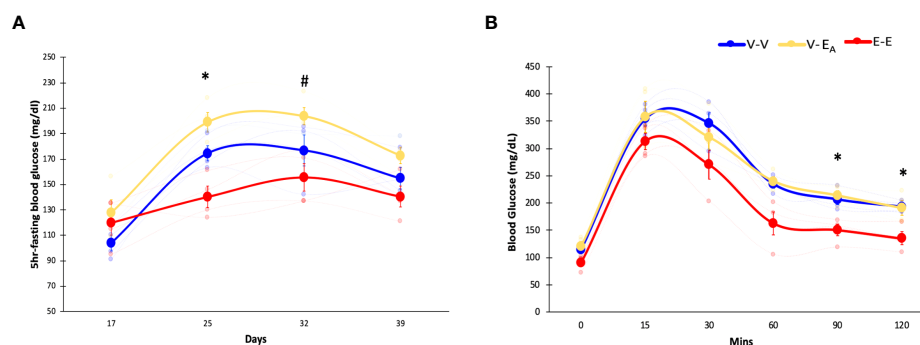 A
5hr-fasting blood glucose (mg/dl)
250
230
210
190
170
150
130
110
90
70
50
*
#
17 25 32 39
Days
B
V-V V-E_A E-E
Blood Glucose (mg/dL)
450
400
350
300
250
200
150
100
50
0
*
*
0 15 30 60 90 120
Mins